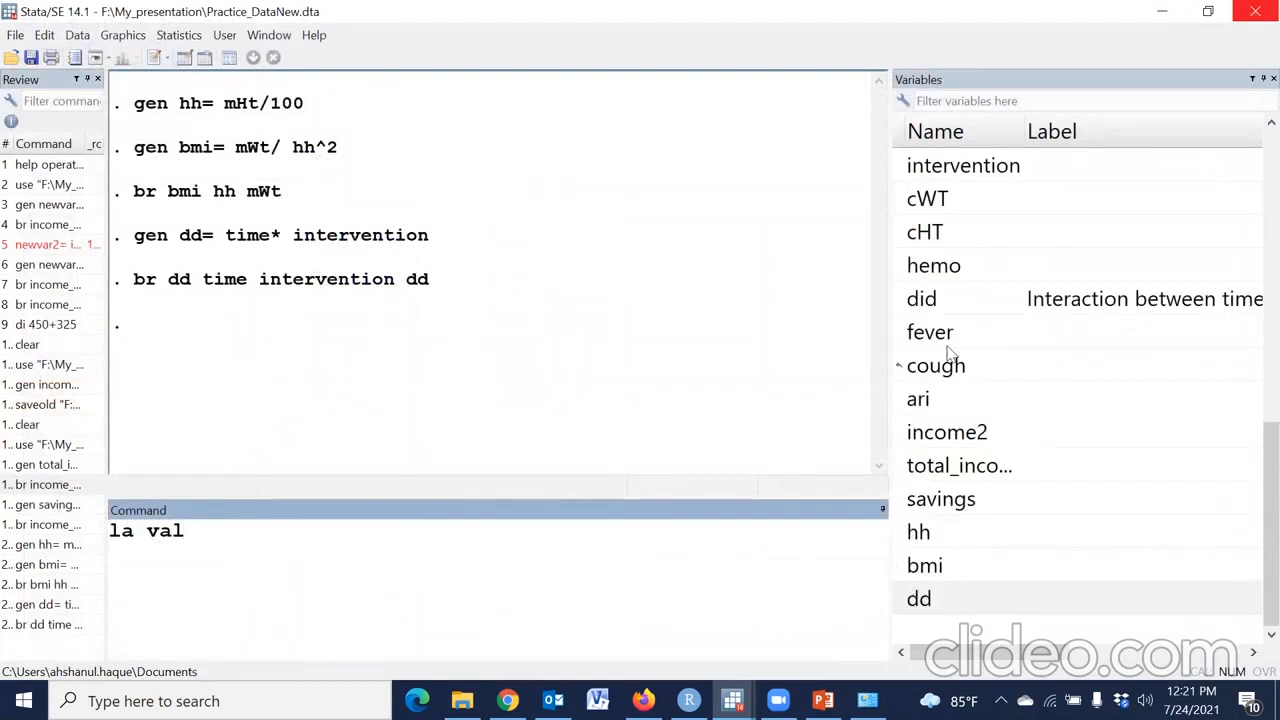 Stata/SE 14.1 - F:\My_presentation\Practice_DataNew.dta
File Edit Data Graphics Statistics User Window Help
Review
Filter comman
# Command _rc
1 help operat...
2 use "F:\My_...
3 gen newvar...
4 br income_...
5 newvar2= i... 1...
6 gen newvar...
7 br income_...
8 br income_...
9 di 450+325
1.. clear
1.. use "F:\My_...
1.. gen incom...
1.. saveold "F:...
1.. clear
1.. use "F:\My_...
1.. gen total_i...
1.. br income_...
1.. gen saving...
1.. br income_...
2.. gen hh= m...
2.. gen bmi= ...
2.. br bmi hh ...
2.. gen dd= ti...
2.. br dd time ...
. gen hh= mHt/100
. gen bmi= mWt/ hh^2
. br bmi hh mWt
. gen dd= time* intervention
. br dd time intervention dd
.
Command
la val
Variables
Filter variables here
Name Label
intervention
cWT
cHT
hemo
did Interaction between time
fever
cough
ari
income2
total_inco...
savings
hh
bmi
dd
clideo.com
C:\Users\ahshanul.haque\Documents
NUM OVR
Type here to search
85°F
12:21 PM
7/24/2021
10